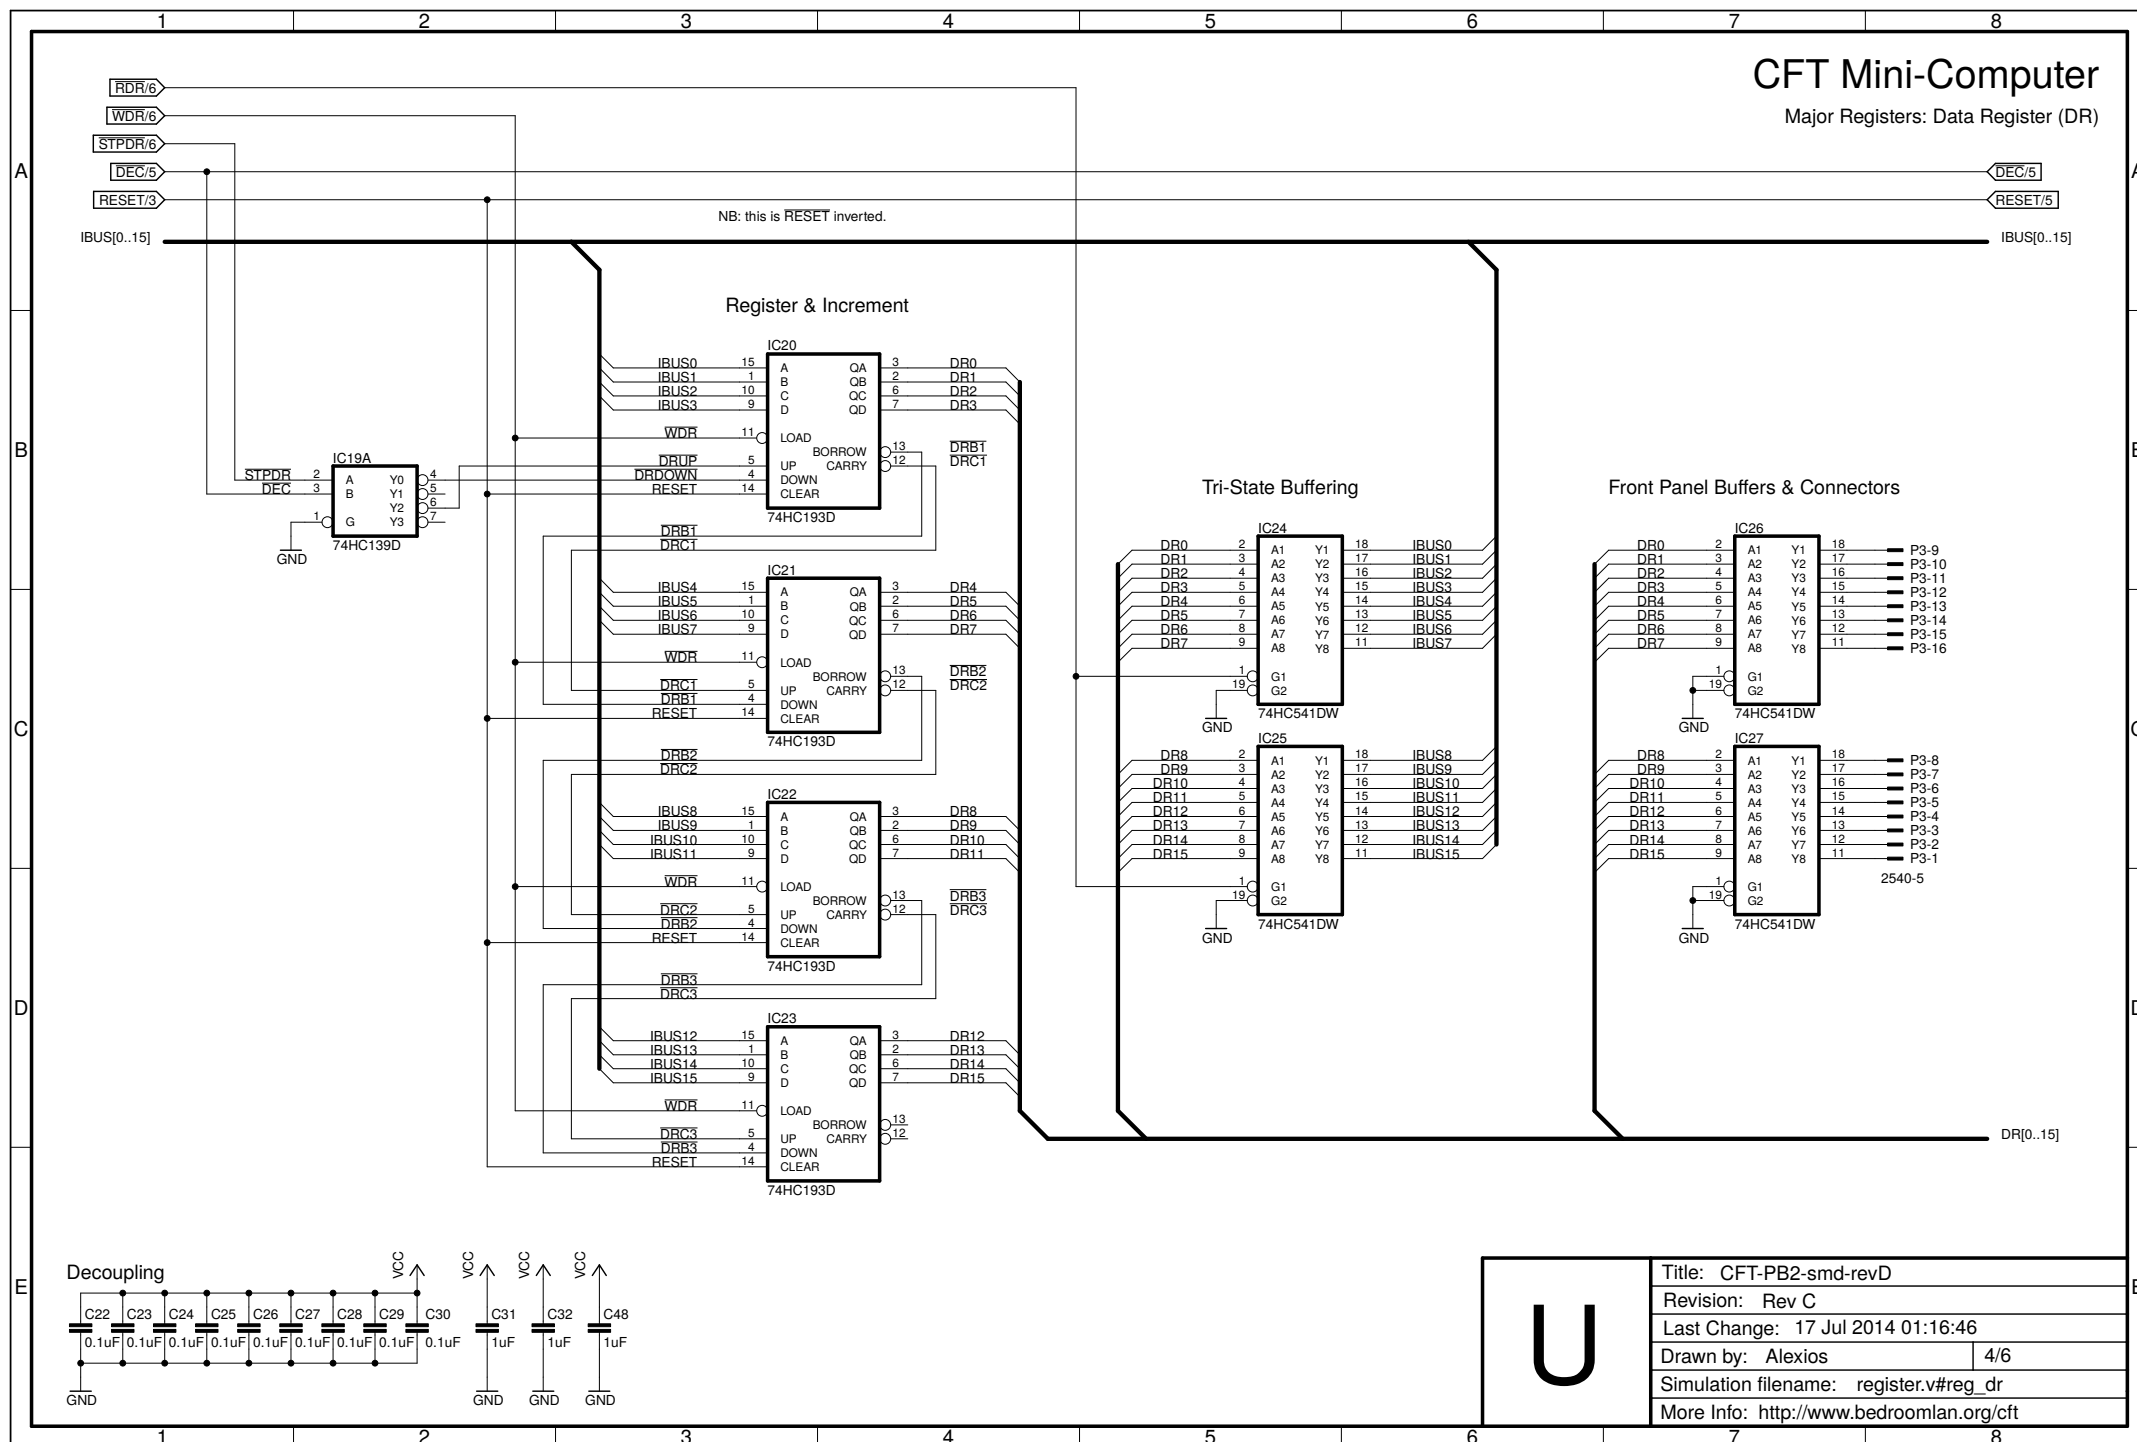 1 2 3 4 5 6 7 8
CFT Mini-Computer
Major Registers: Data Register (DR)
RDR/6
WDR/6
STPDR/6
A
DEC/5
DEC/5
RESET/3
RESET/5
NB: this is RESET inverted.
IBUS[0..15]
IBUS[0..15]
Register & Increment
IC20
IBUS0 15 A QA 3 DR0
IBUS1 1 B QB 2 DR1
IBUS2 10 C QC 6 DR2
IBUS3 9 D QD 7 DR3
WDR 11 LOAD
BORROW 13 DRB1
DRUP 5 UP CARRY 12 DRC1
DRDOWN 4 DOWN
RESET 14 CLEAR
74HC193D
B
IC19A
STPDR 2 A Y0 4
DEC 3 B Y1 5
Y2 6
1 G Y3 7
74HC139D
GND
DRB1
DRC1
IC21
IBUS4 15 A QA 3 DR4
IBUS5 1 B QB 2 DR5
IBUS6 10 C QC 6 DR6
IBUS7 9 D QD 7 DR7
WDR 11 LOAD
BORROW 13 DRB2
DRC1 5 UP CARRY 12 DRC2
DRB1 4 DOWN
RESET 14 CLEAR
74HC193D
C
DRB2
DRC2
IC22
IBUS8 15 A QA 3 DR8
IBUS9 1 B QB 2 DR9
IBUS10 10 C QC 6 DR10
IBUS11 9 D QD 7 DR11
WDR 11 LOAD
BORROW 13 DRB3
DRC2 5 UP CARRY 12 DRC3
DRB2 4 DOWN
RESET 14 CLEAR
74HC193D
D
DRB3
DRC3
IC23
IBUS12 15 A QA 3 DR12
IBUS13 1 B QB 2 DR13
IBUS14 10 C QC 6 DR14
IBUS15 9 D QD 7 DR15
WDR 11 LOAD
BORROW 13
DRC3 5 UP CARRY 12
DRB3 4 DOWN
RESET 14 CLEAR
74HC193D
Tri-State Buffering
IC24
DR0 2 A1 Y1 18 IBUS0
DR1 3 A2 Y2 17 IBUS1
DR2 4 A3 Y3 16 IBUS2
DR3 5 A4 Y4 15 IBUS3
DR4 6 A5 Y5 14 IBUS4
DR5 7 A6 Y6 13 IBUS5
DR6 8 A7 Y7 12 IBUS6
DR7 9 A8 Y8 11 IBUS7
1 G1
19 G2
GND 74HC541DW
IC25
DR8 2 A1 Y1 18 IBUS8
DR9 3 A2 Y2 17 IBUS9
DR10 4 A3 Y3 16 IBUS10
DR11 5 A4 Y4 15 IBUS11
DR12 6 A5 Y5 14 IBUS12
DR13 7 A6 Y6 13 IBUS13
DR14 8 A7 Y7 12 IBUS14
DR15 9 A8 Y8 11 IBUS15
1 G1
19 G2
GND 74HC541DW
Front Panel Buffers & Connectors
IC26
DR0 2 A1 Y1 18 P3-9
DR1 3 A2 Y2 17 P3-10
DR2 4 A3 Y3 16 P3-11
DR3 5 A4 Y4 15 P3-12
DR4 6 A5 Y5 14 P3-13
DR5 7 A6 Y6 13 P3-14
DR6 8 A7 Y7 12 P3-15
DR7 9 A8 Y8 11 P3-16
1 G1
19 G2
GND 74HC541DW
IC27
DR8 2 A1 Y1 18 P3-8
DR9 3 A2 Y2 17 P3-7
DR10 4 A3 Y3 16 P3-6
DR11 5 A4 Y4 15 P3-5
DR12 6 A5 Y5 14 P3-4
DR13 7 A6 Y6 13 P3-3
DR14 8 A7 Y7 12 P3-2
DR15 9 A8 Y8 11 P3-1
2540-5
1 G1
19 G2
GND 74HC541DW
DR[0..15]
E
Decoupling
VCC VCC VCC VCC
C22 C23 C24 C25 C26 C27 C28 C29 C30 C31 C32 C48
0.1uF 0.1uF 0.1uF 0.1uF 0.1uF 0.1uF 0.1uF 0.1uF 0.1uF 1uF 1uF 1uF
GND GND GND GND
U
Title: CFT-PB2-smd-revD
Revision: Rev C
Last Change: 17 Jul 2014 01:16:46
Drawn by: Alexios 4/6
Simulation filename: register.v#reg_dr
More Info: http://www.bedroomlan.org/cft
1 2 3 4 5 6 7 8